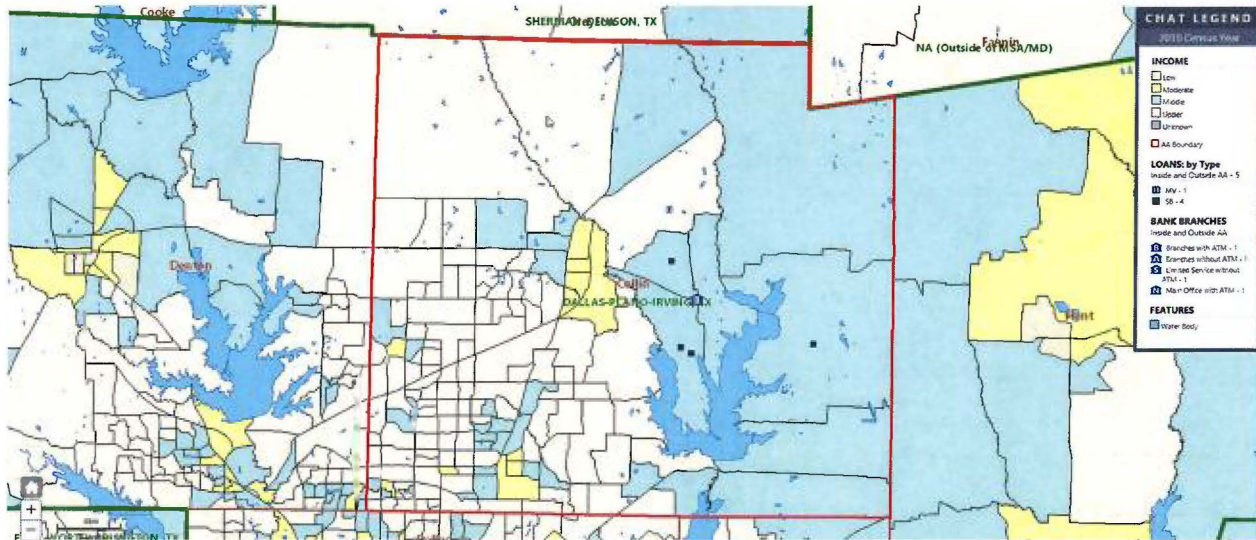 Cooke
SHERMAN-DENISON, TX
Fannin
NA (Outside of MSA/MD)
Denton
Collin
DALLAS-PLANO-IRVING, TX
Hunt
CHAT LEGEND
2010 Census Year
INCOME
Low
Moderate
Middle
Upper
Unknown
AA Boundary
LOANS: by Type
Inside and Outside AA - 5
SB - 4
BANK BRANCHES
Inside and Outside AA
Branches with ATM - 1
Branches without ATM - 1
Limited Service without
ATM - 1
Main Office with ATM - 1
FEATURES
Water Body
+
-